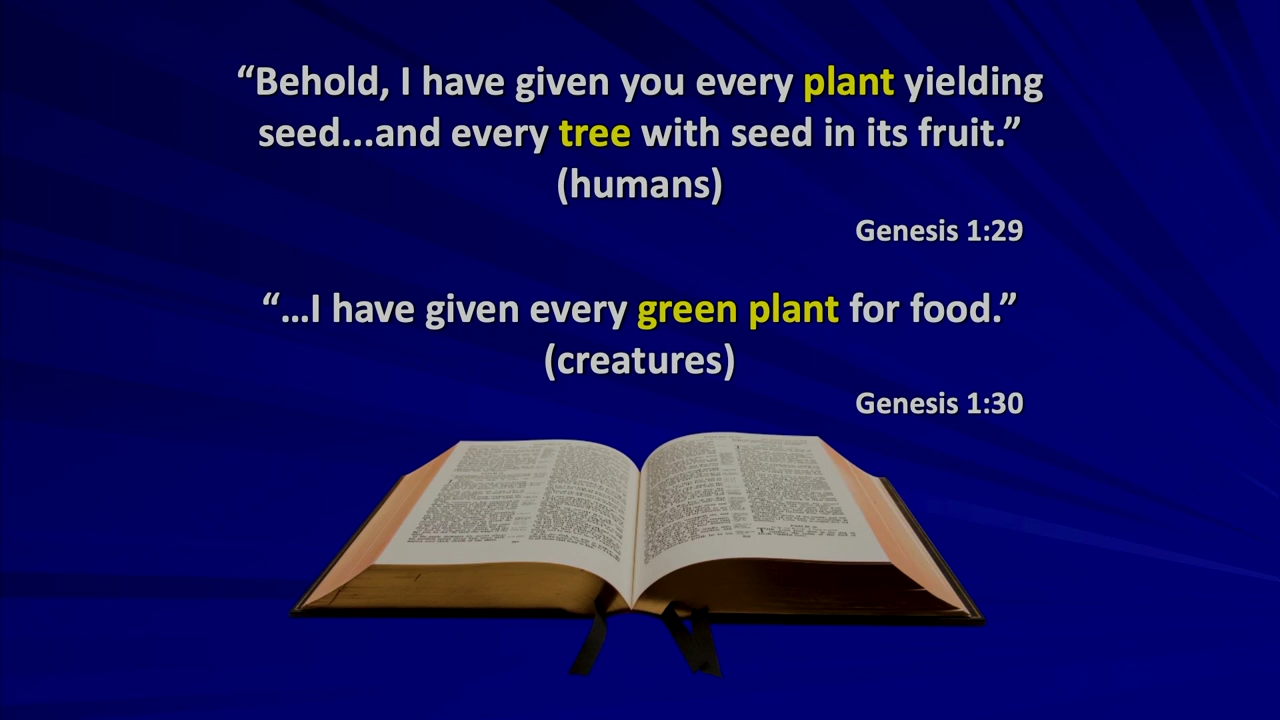 “Behold, I have given you every plant yielding
seed...and every tree with seed in its fruit.”
(humans)
Genesis 1:29
“...I have given every green plant for food.”
(creatures)
Genesis 1:30